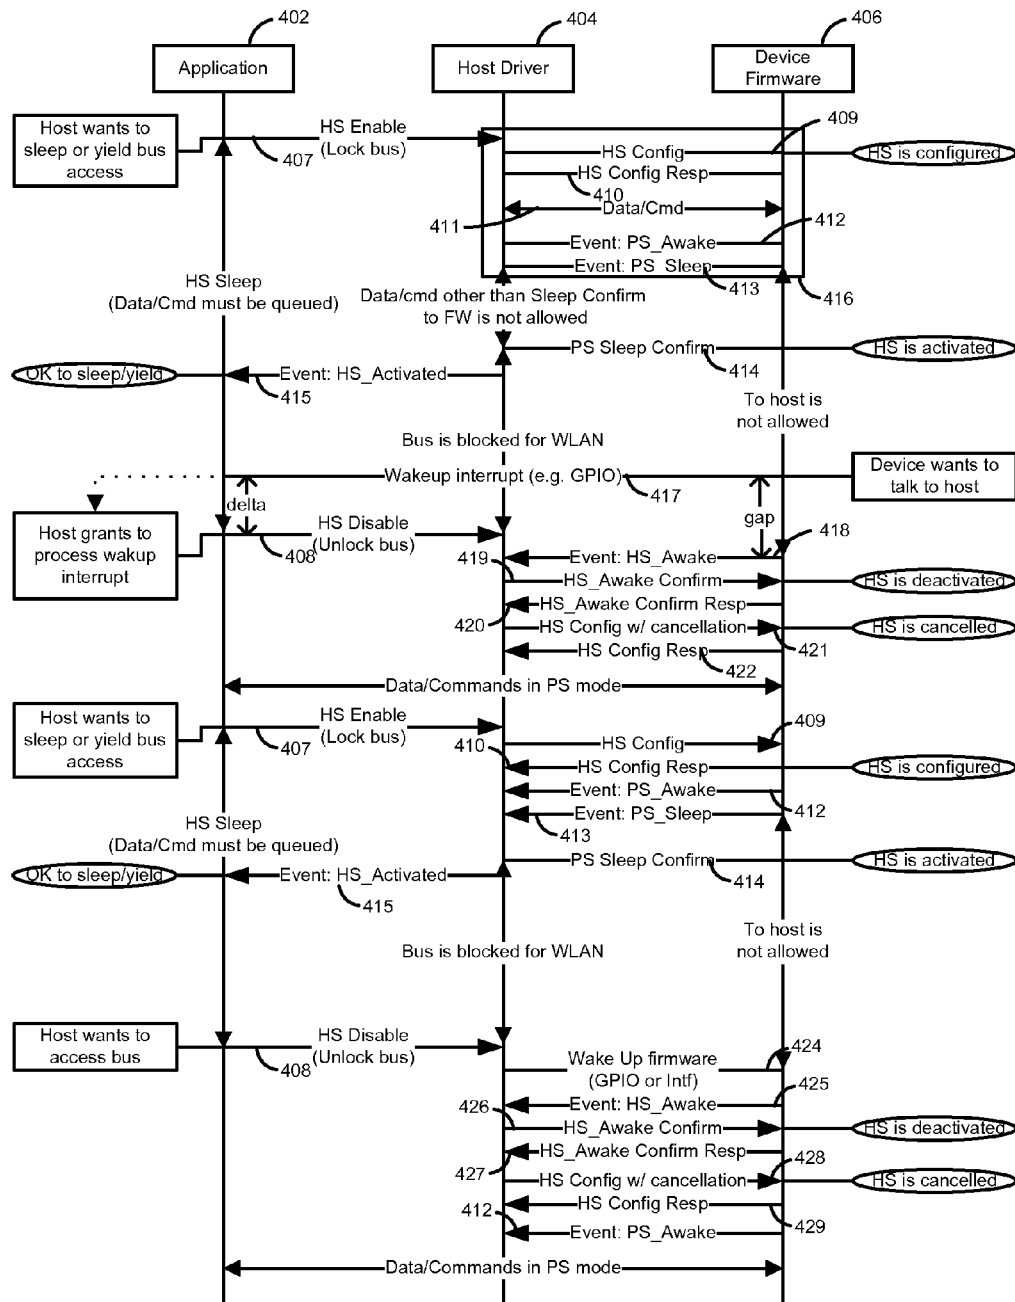 402
404
406
Application
Host Driver
Device
Firmware
409
Host wants to
sleep or yield bus
access
HS Enable
(Lock bus)
407
HS Config
HS is configured
HS Config Resp
410
Data/Cmd
411
412
Event: PS_Awake
Event: PS_Sleep
413
416
HS Sleep
(Data/Cmd must be queued)
Data/cmd other than Sleep Confirm
to FW is not allowed
PS Sleep Confirm
HS is activated
414
OK to sleep/yield
Event: HS_Activated
415
To host is
not allowed
Bus is blocked for WLAN
Wakeup interrupt (e.g. GPIO)
417
Device wants to
talk to host
delta
gap
Host grants to
process wakup
interrupt
HS Disable
(Unlock bus)
408
418
Event: HS_Awake
419
HS_Awake Confirm
HS is deactivated
HS_Awake Confirm Resp
420
HS Config w/ cancellation
HS is cancelled
421
HS Config Resp
422
Data/Commands in PS mode
Host wants to
sleep or yield bus
access
HS Enable
(Lock bus)
407
409
HS Config
410
HS Config Resp
HS is configured
Event: PS_Awake
412
Event: PS_Sleep
413
HS Sleep
(Data/Cmd must be queued)
PS Sleep Confirm
HS is activated
414
OK to sleep/yield
Event: HS_Activated
415
To host is
not allowed
Bus is blocked for WLAN
Host wants to
access bus
HS Disable
(Unlock bus)
408
424
Wake Up firmware
(GPIO or Intf)
425
Event: HS_Awake
426
HS_Awake Confirm
HS is deactivated
HS_Awake Confirm Resp
427
428
HS Config w/ cancellation
HS is cancelled
HS Config Resp
429
412
Event: PS_Awake
Data/Commands in PS mode